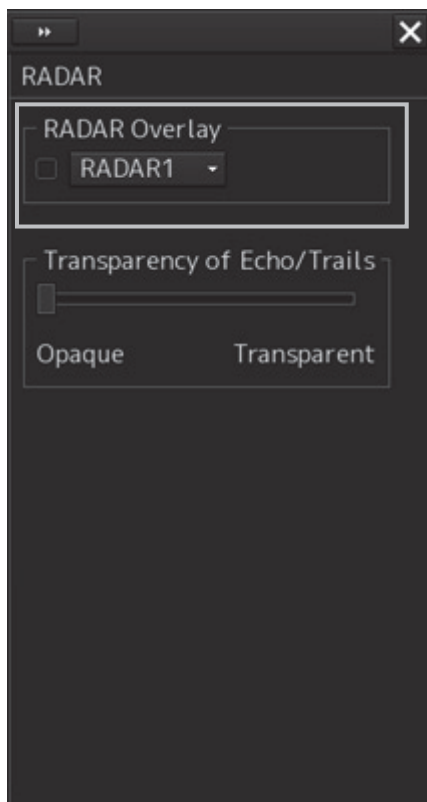 RADAR
RADAR Overlay
RADAR1
Transparency of Echo/Trails
Opaque Transparent